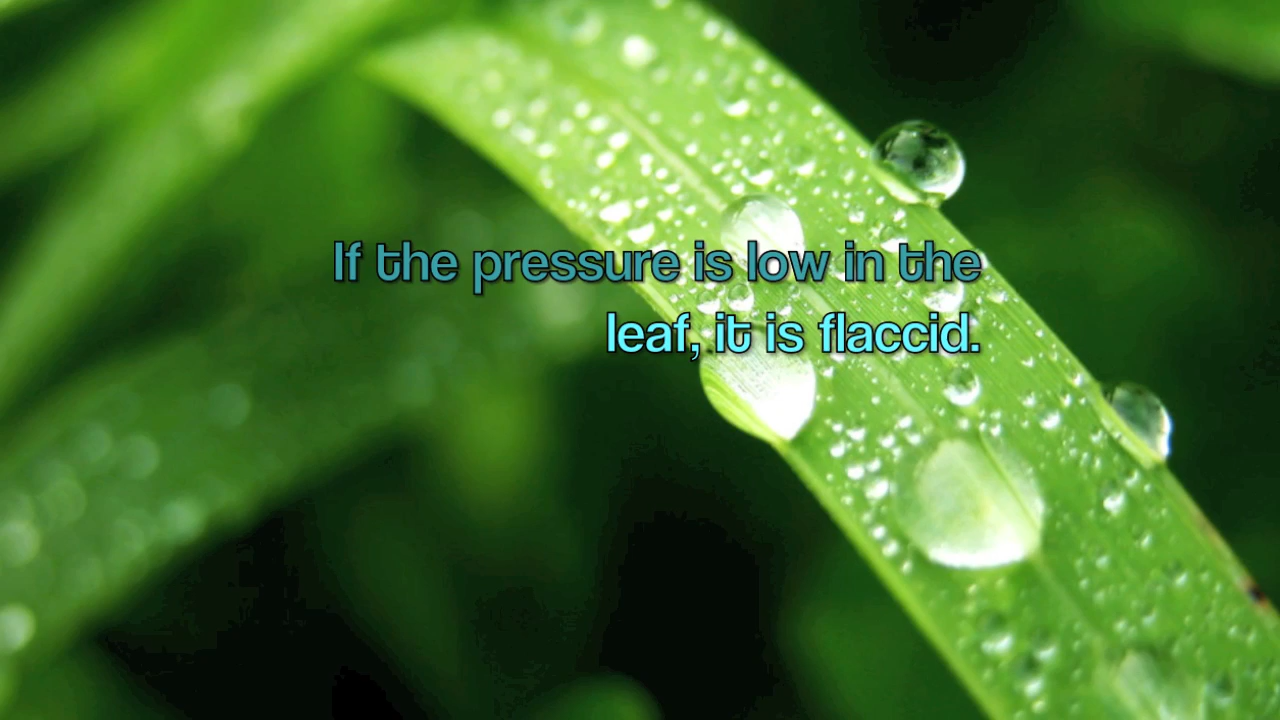 If the pressure is low in the
leaf, it is flaccid.